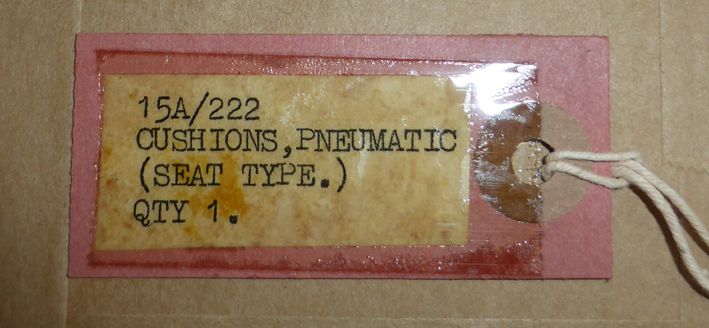 15A/222
CUSHIONS,PNEUMATIC
(SEAT TYPE.)
QTY 1.